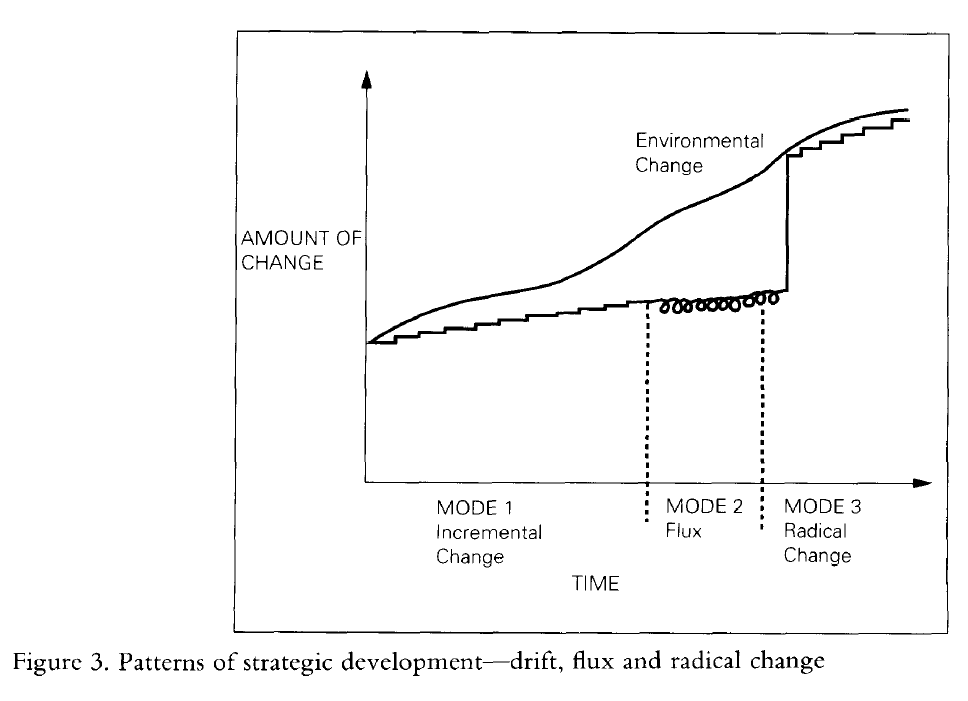 Environmental
Change
AMOUNT OF
CHANGE
MODE 1
Incremental
Change
MODE 2
Flux
MODE 3
Radical
Change
TIME
Figure 3. Patterns of strategic development—drift, flux and radical change